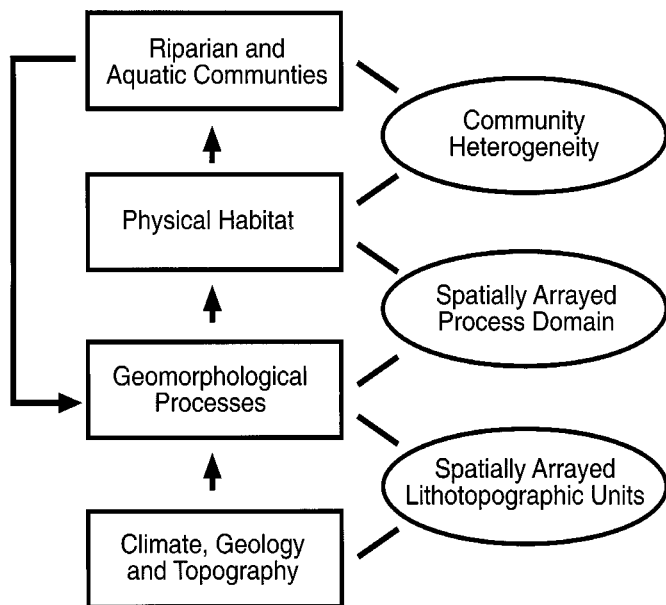 Riparian and
Aquatic Communties
Community
Heterogeneity
Physical Habitat
Spatially Arrayed
Process Domain
Geomorphological
Processes
Spatially Arrayed
Lithotopographic Units
Climate, Geology
and Topography